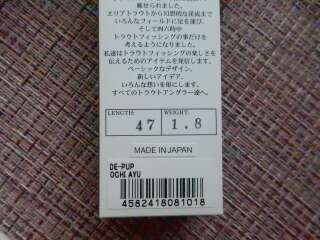 魅せられました。
エリアトラウトから幻想的な渓流まで
いろんなフィールドに足を運び、
そして四六時中
トラウトフィッシングの事だけを
考えるようになりました。
私達はトラウトフィッシングの楽しさを
伝えるためのアイテムを発信します。
ベーシックなデザイン。
新しいアイデア。
いろんな想いを形にします。
すべてのトラウトアングラー達へ。
LENGTH: 47 WEIGHT: 1.8
MADE IN JAPAN
DE-PUP
OCHI AYU
4582418081018